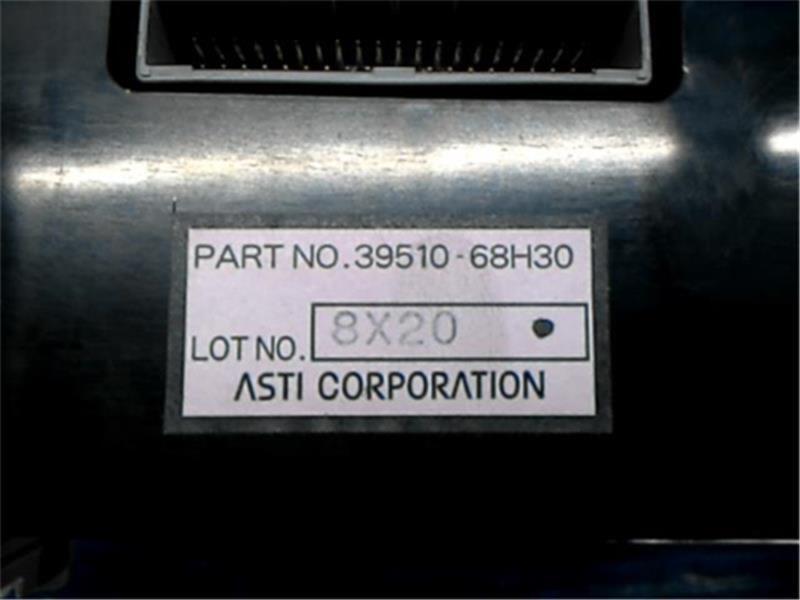 PART NO.39510-68H30
LOT NO. 8X20
ASTI CORPORATION